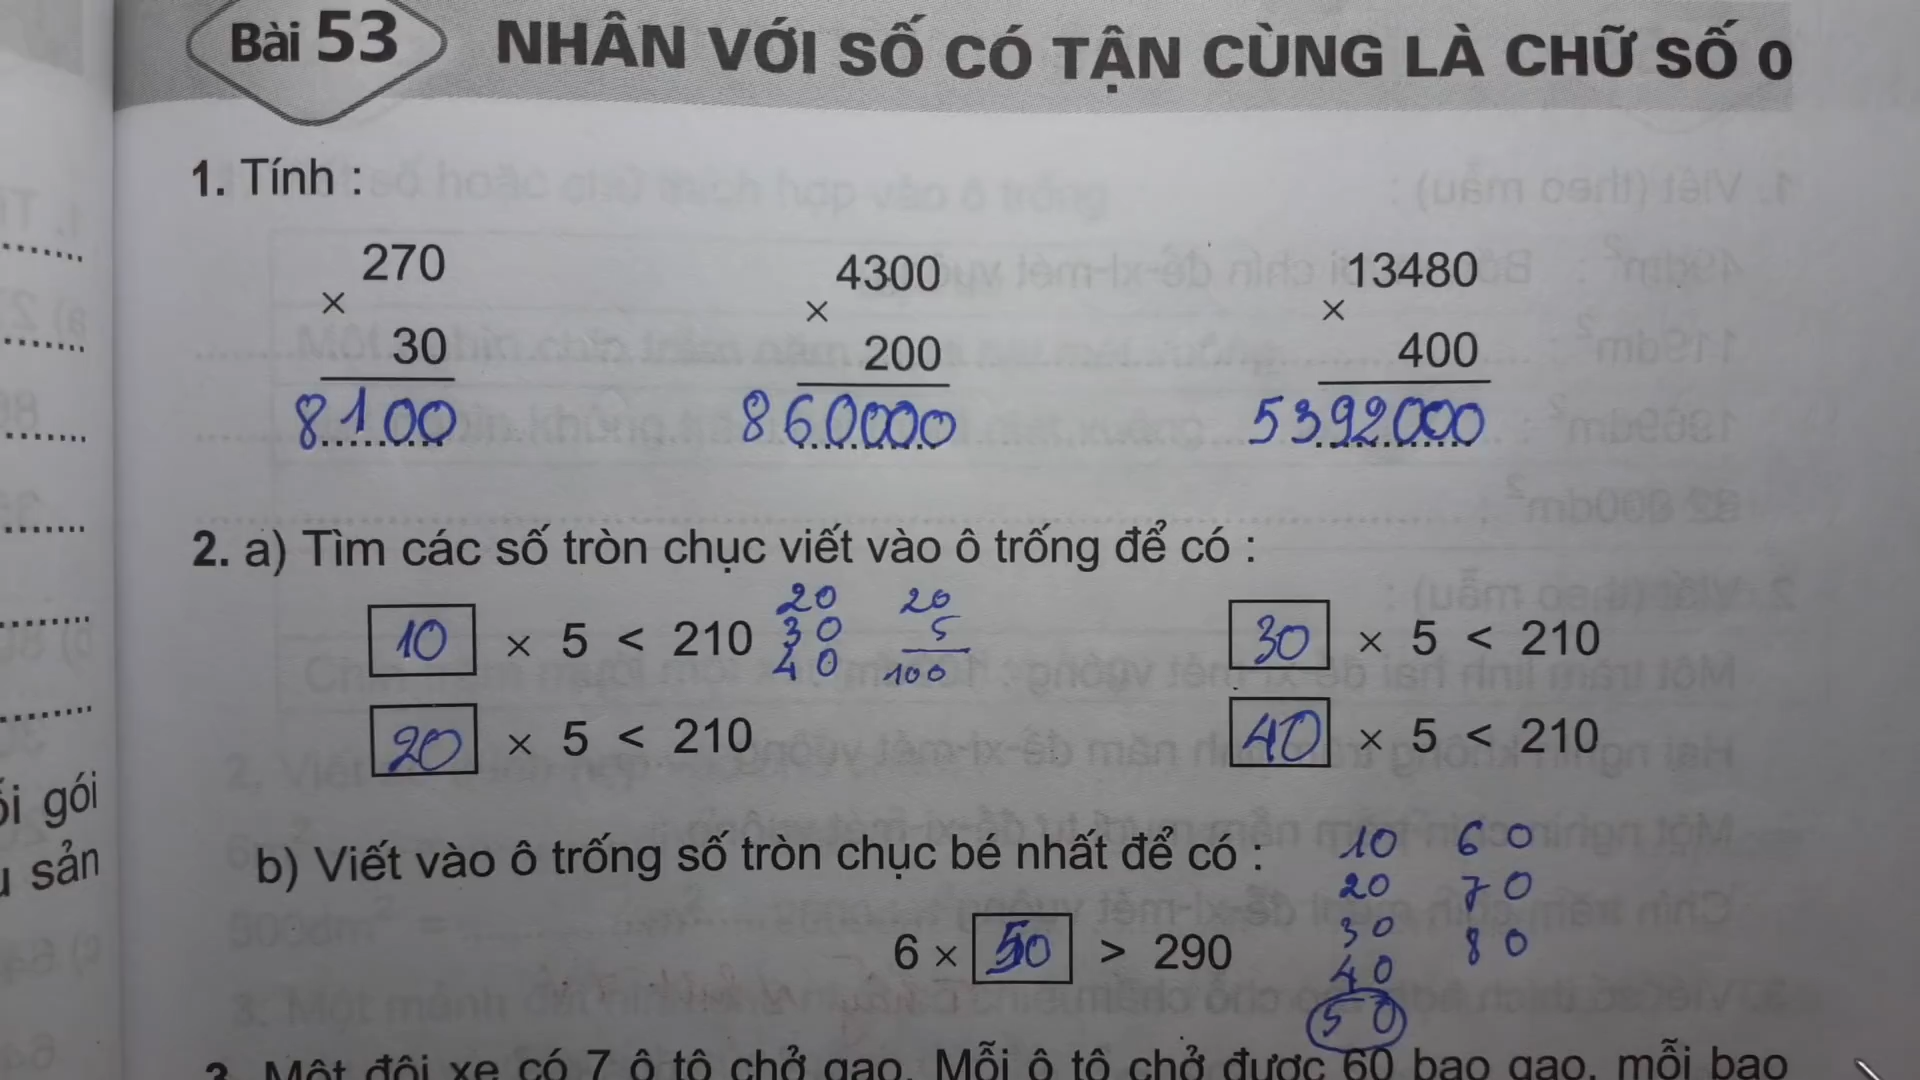 Bài 53 NHÂN VỚI SỐ CÓ TẬN CÙNG LÀ CHỮ SỐ 0
1. Tính :
270 4300 13480
× × ×
30 200 400
8100 860000 5392000
2. a) Tìm các số tròn chục viết vào ô trống để có :
10 × 5 < 210 20 20 30 × 5 < 210
30 5
40 100
20 × 5 < 210 40 × 5 < 210
b) Viết vào ô trống số tròn chục bé nhất để có : 10 60
20 70
6 × 50 > 290 30 80
40
50
3. Một đội xe có 7 ô tô chở gạo. Mỗi ô tô chở được 60 bao gạo, mỗi bao
gói
sản